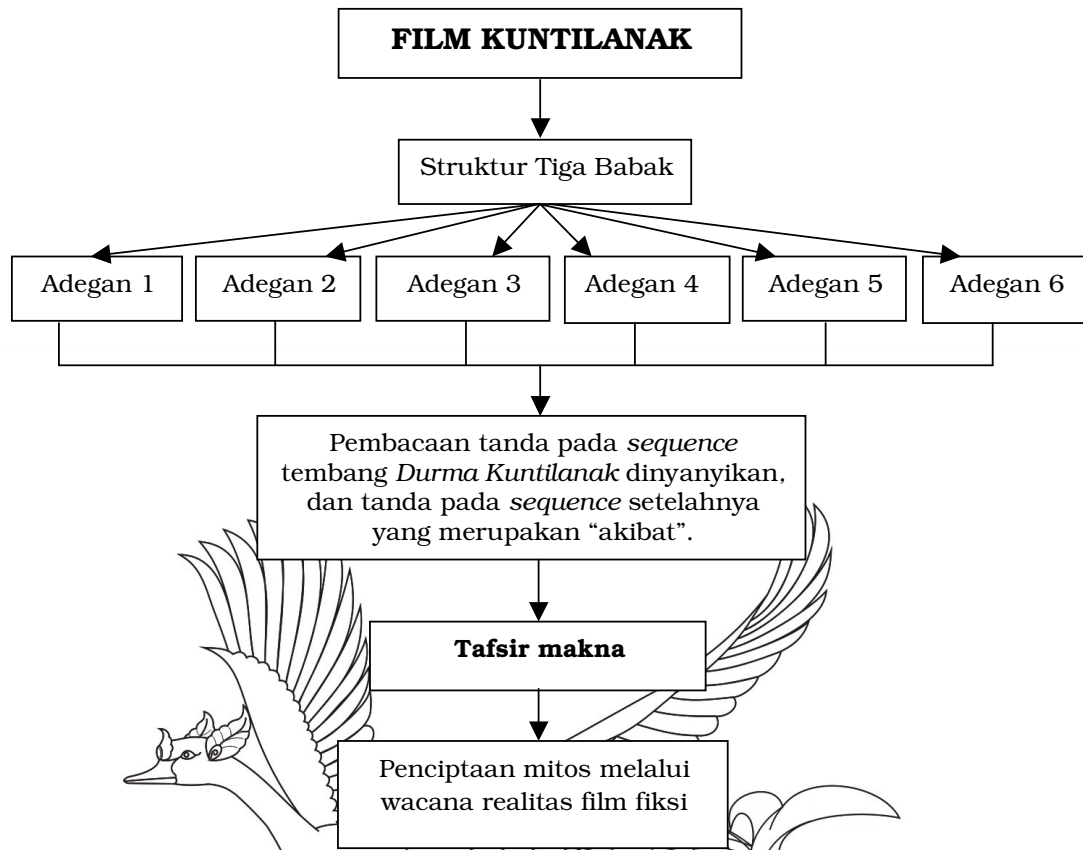 FILM KUNTILANAK
Struktur Tiga Babak
Adegan 1
Adegan 2
Adegan 3
Adegan 4
Adegan 5
Adegan 6
Pembacaan tanda pada sequence
tembang Durma Kuntilanak dinyanyikan,
dan tanda pada sequence setelahnya
yang merupakan “akibat”.
Tafsir makna
Penciptaan mitos melalui
wacana realitas film fiksi